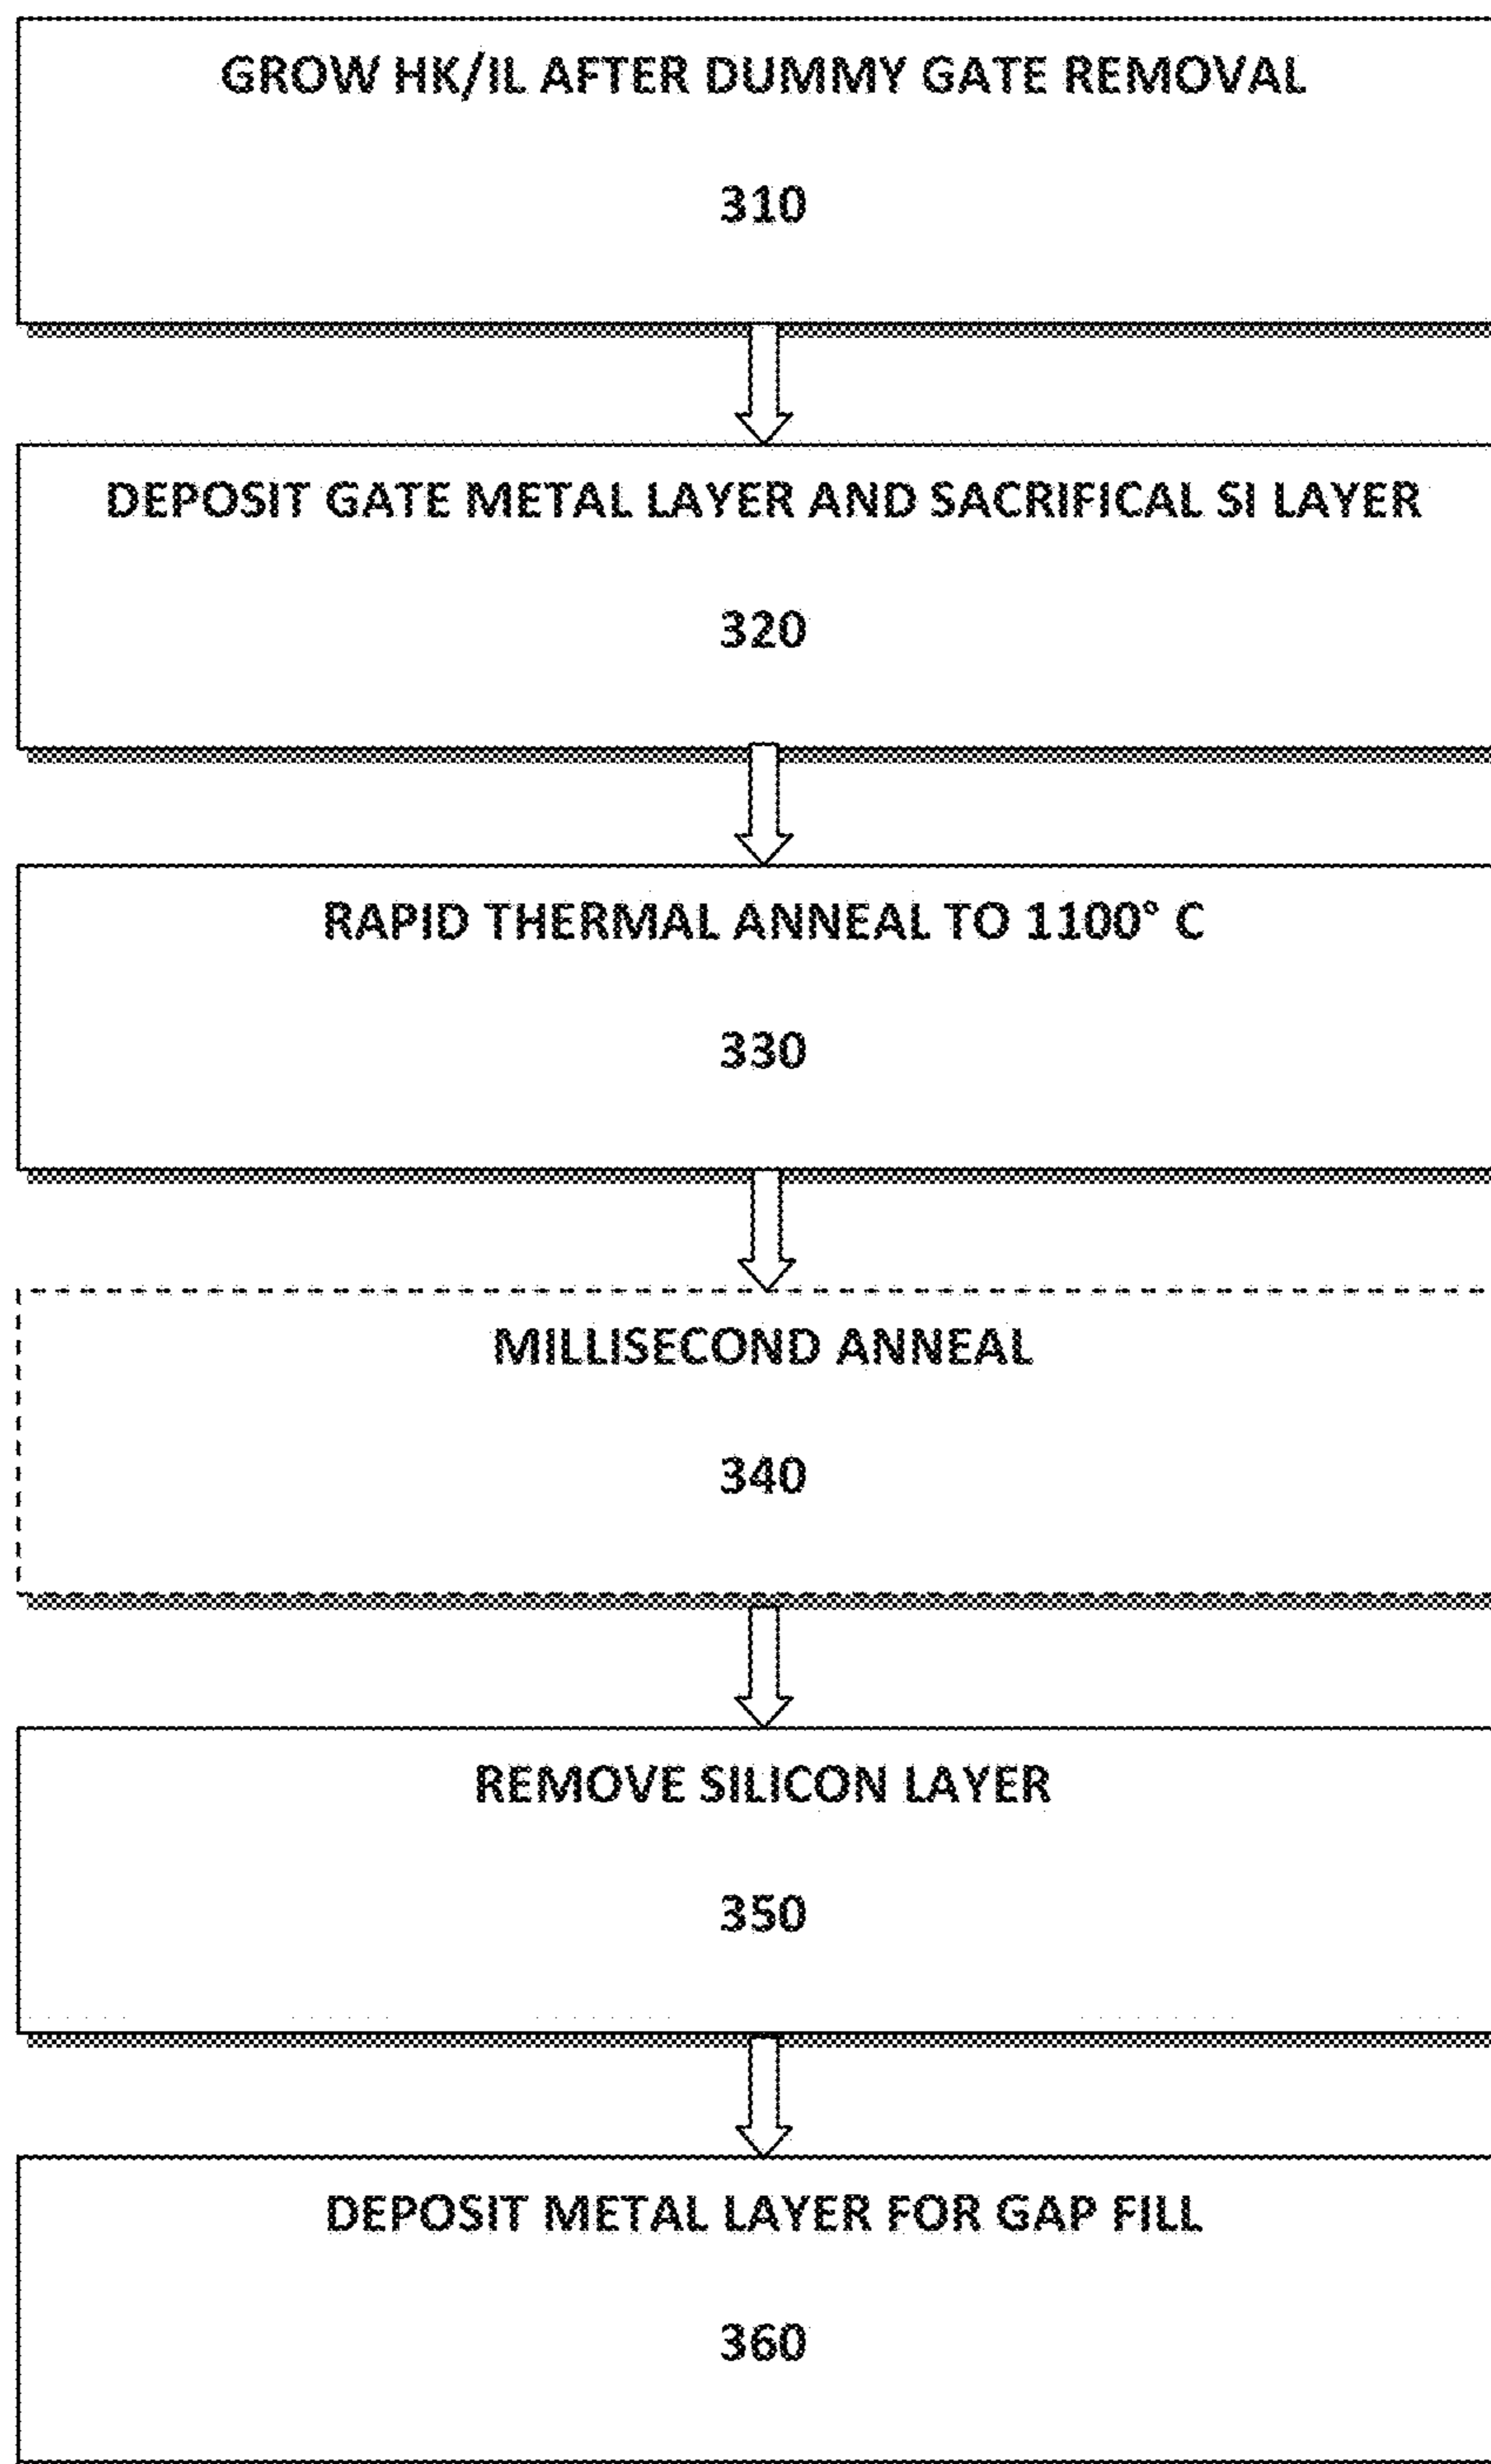 GROW HK/IL AFTER DUMMY GATE REMOVAL
310
DEPOSIT GATE METAL LAYER AND SACRIFICAL SI LAYER
320
RAPID THERMAL ANNEAL TO 1100° C
330
MILLISECOND ANNEAL
340
REMOVE SILICON LAYER
350
DEPOSIT METAL LAYER FOR GAP FILL
360